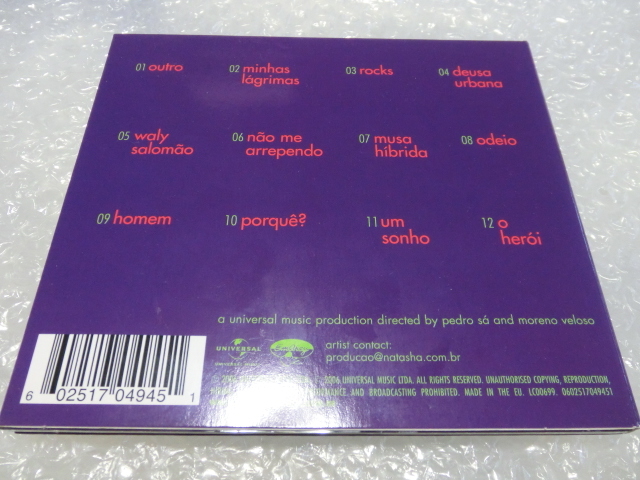 01 outro
02 minhas
lágrimas
03 rocks
04 deusa
urbana
05 waly
salomão
06 não me
arrependo
07 musa
híbrida
08 odeio
09 homem
10 porquê?
11 um
sonho
12 o
herói
a universal music production directed by pedro sá and moreno veloso
UNIVERSAL
artist contact:
producao@natasha.com.br
2006 UNIVERSAL MUSIC LTDA. ALL RIGHTS RESERVED. UNAUTHORISED COPYING, REPRODUCTION,
AND BROADCASTING PROHIBITED. MADE IN THE EU. LC00699. 0602517049451
6 02517 04945 1